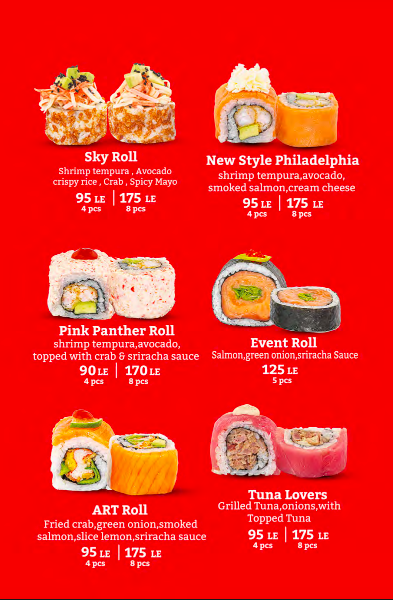 Sky Roll
Shrimp tempura , Avocado
crispy rice , Crab , Spicy Mayo
95 LE | 175 LE
4 pcs 8 pcs
New Style Philadelphia
shrimp tempura,avocado,
smoked salmon,cream cheese
95 LE | 175 LE
4 pcs 8 pcs
Pink Panther Roll
shrimp tempura,avocado,
topped with crab & sriracha sauce
90 LE | 170 LE
4 pcs 8 pcs
Event Roll
Salmon,green onion,sriracha Sauce
125 LE
5 pcs
ART Roll
Fried crab,green onion,smoked
salmon,slice lemon,sriracha sauce
95 LE | 175 LE
4 pcs 8 pcs
Tuna Lovers
Grilled Tuna,onions,with
Topped Tuna
95 LE | 175 LE
4 pcs 8 pcs